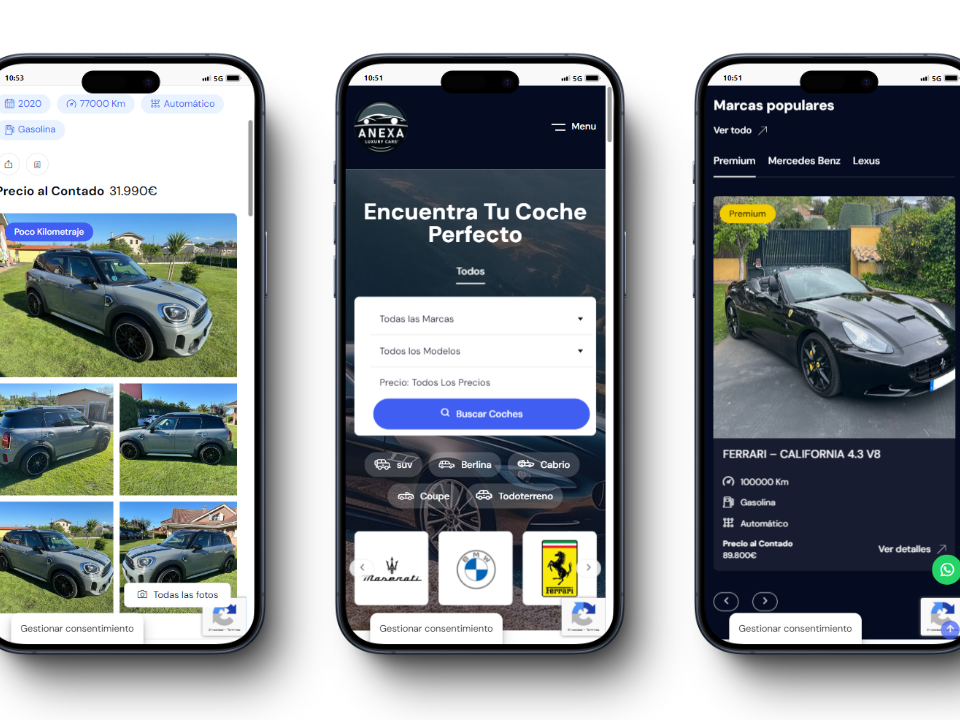 10:53
5G
2020
77000 Km
Automático
Gasolina
Precio al Contado 31.990€
Poco Kilometraje
Todas las fotos
Gestionar consentimiento
10:51
5G
ANEXA
LUXURY CARS
Menu
Encuentra Tu Coche
Perfecto
Todos
Todas las Marcas
Todos los Modelos
Precio: Todos Los Precios
Buscar Coches
suv
Berlina
Cabrio
Coupe
Todoterreno
Maserati
BMW
Ferrari
Gestionar consentimiento
10:51
5G
Marcas populares
Ver todo
Premium
Mercedes Benz
Lexus
Premium
FERRARI – CALIFORNIA 4.3 V8
100000 Km
Gasolina
Automático
Precio al Contado
89.800€
Ver detalles
Gestionar consentimiento